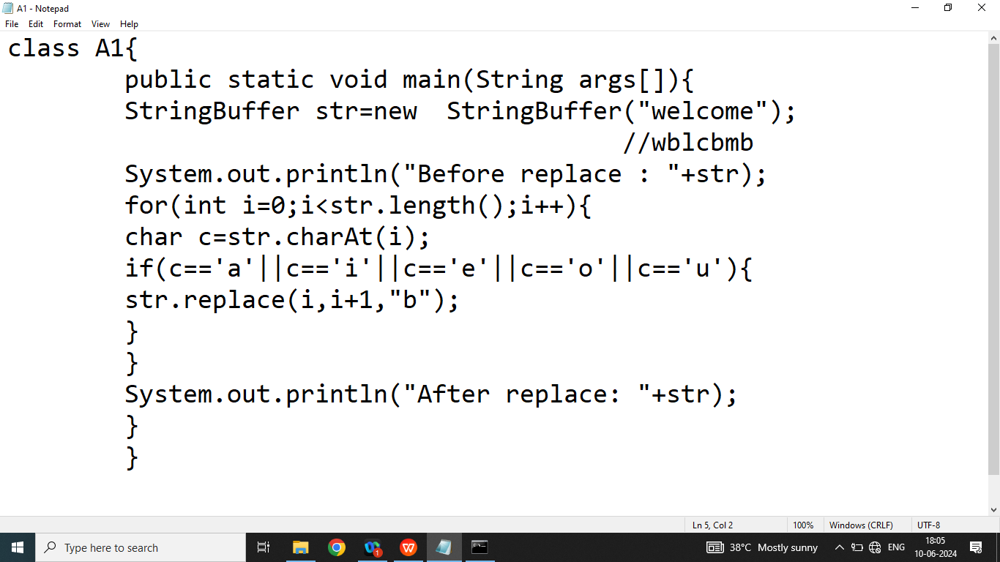 A1 - Notepad
File Edit Format View Help
class A1{
public static void main(String args[]){
StringBuffer str=new  StringBuffer("welcome");
//wblcbmb
System.out.println("Before replace : "+str);
for(int i=0;i<str.length();i++){
char c=str.charAt(i);
if(c=='a'||c=='i'||c=='e'||c=='o'||c=='u'){
str.replace(i,i+1,"b");
}
}
System.out.println("After replace: "+str);
}
}
Ln 5, Col 2 100% Windows (CRLF) UTF-8
Type here to search 1 38°C Mostly sunny ENG 18:05
10-06-2024